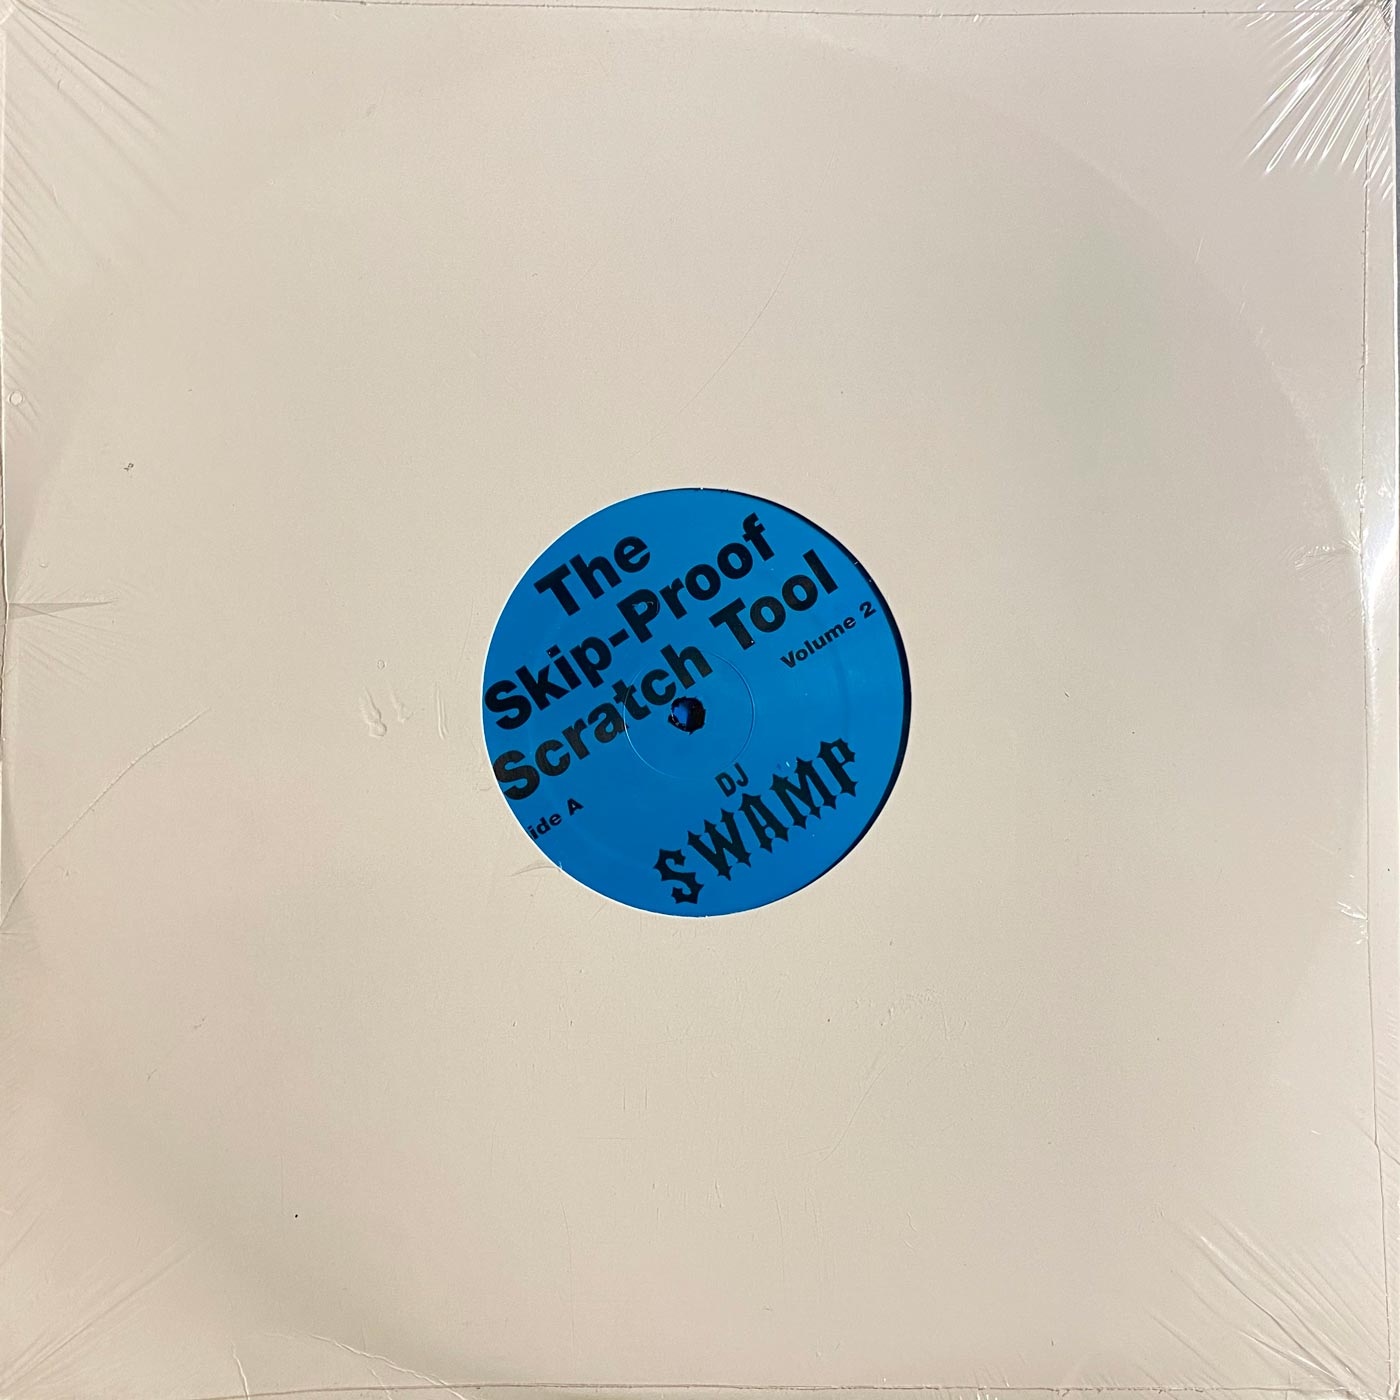 The
Skip-Proof
Scratch Tool
Volume 2
ide A
DJ
SWAMP